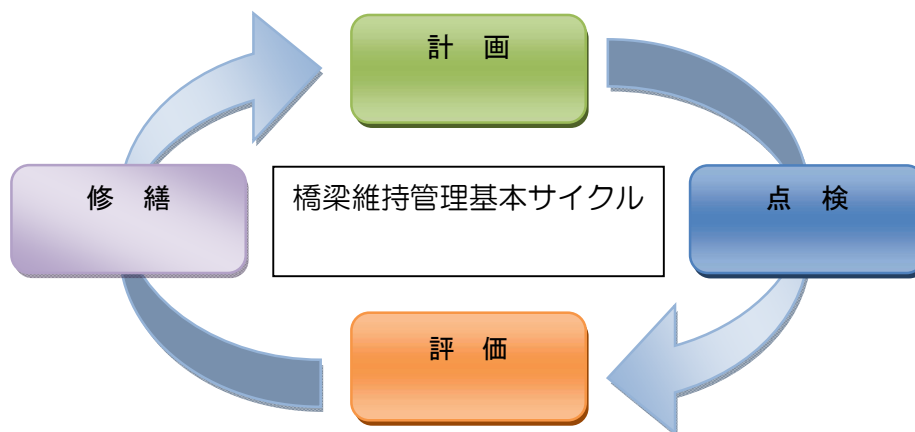 計　画
修　繕
橋梁維持管理基本サイクル
点　検
評　価